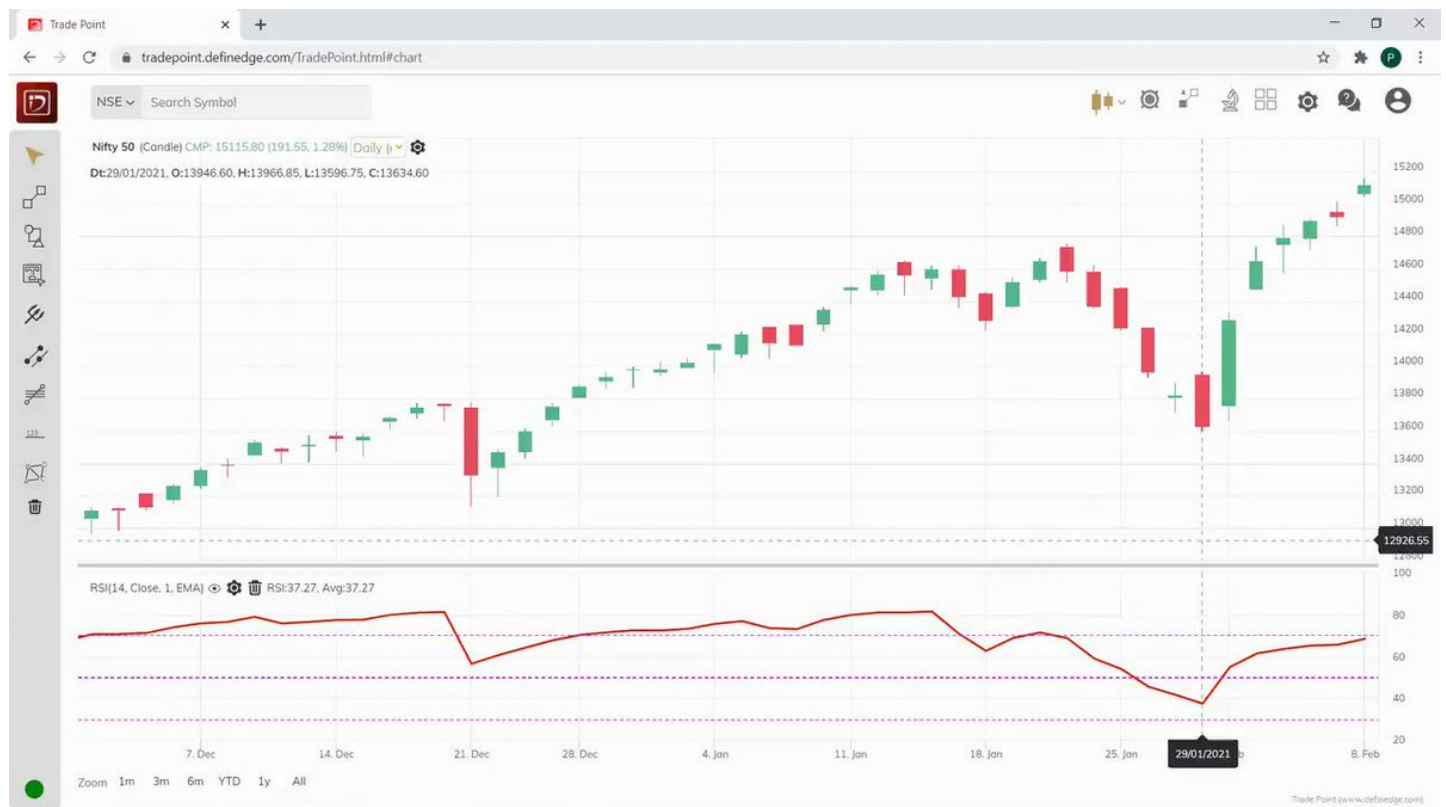 Trade Point
tradepoint.definedge.com/TradePoint.html#chart
P
NSE Search Symbol
Nifty 50 (Candle) CMP: 15115.80 (191.55, 1.28%) Daily (
Dt:29/01/2021, O:13946.60, H:13966.85, L:13596.75, C:13634.60
15200
15000
14800
14600
14400
14200
14000
13800
13600
13400
13200
13000
12926.55
12800
RSI(14, Close, 1, EMA) RSI:37.27, Avg:37.27
100
80
60
40
20
7. Dec 14. Dec 21. Dec 28. Dec 4. Jan 11. Jan 18. Jan 25. Jan 29/01/2021 8. Feb
Zoom 1m 3m 6m YTD 1y All
Trade Point (www.definedge.com)